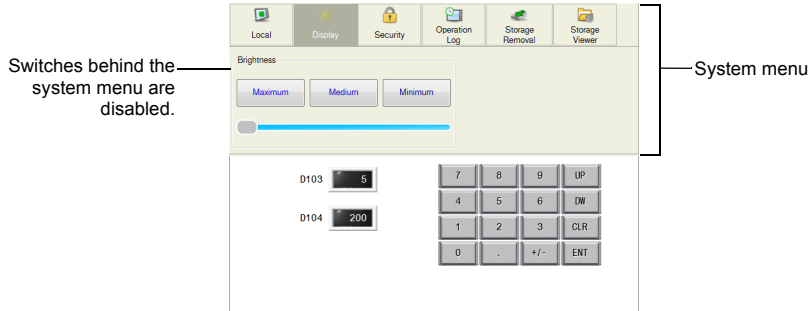 Local
Display
Security
Operation
Log
Storage
Removal
Storage
Viewer
Switches behind the
system menu are
disabled.
Brightness
Maximum
Medium
Minimum
System menu
D103
5
D104
200
7 8 9 UP
4 5 6 DW
1 2 3 CLR
0 . +/- ENT